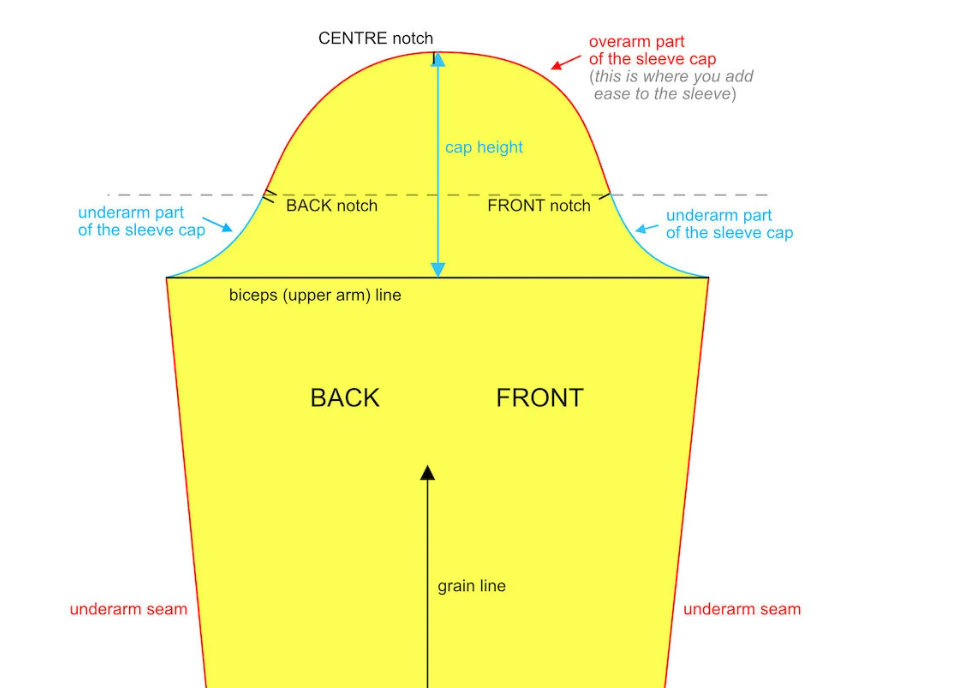 CENTRE notch
overarm part
of the sleeve cap
(this is where you add
ease to the sleeve)
cap height
BACK notch
FRONT notch
underarm part
of the sleeve cap
underarm part
of the sleeve cap
biceps (upper arm) line
BACK
FRONT
grain line
underarm seam
underarm seam